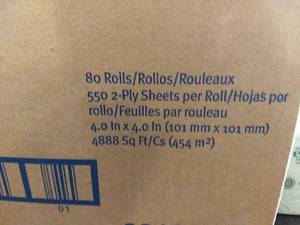 80 Rolls/Rollos/Rouleaux
550 2-Ply Sheets per Roll/Hojas por
rollo/Feuilles par rouleau
4.0 In x 4.0 In (101 mm x 101 mm)
4888 Sq Ft/Cs (454 m²)
01